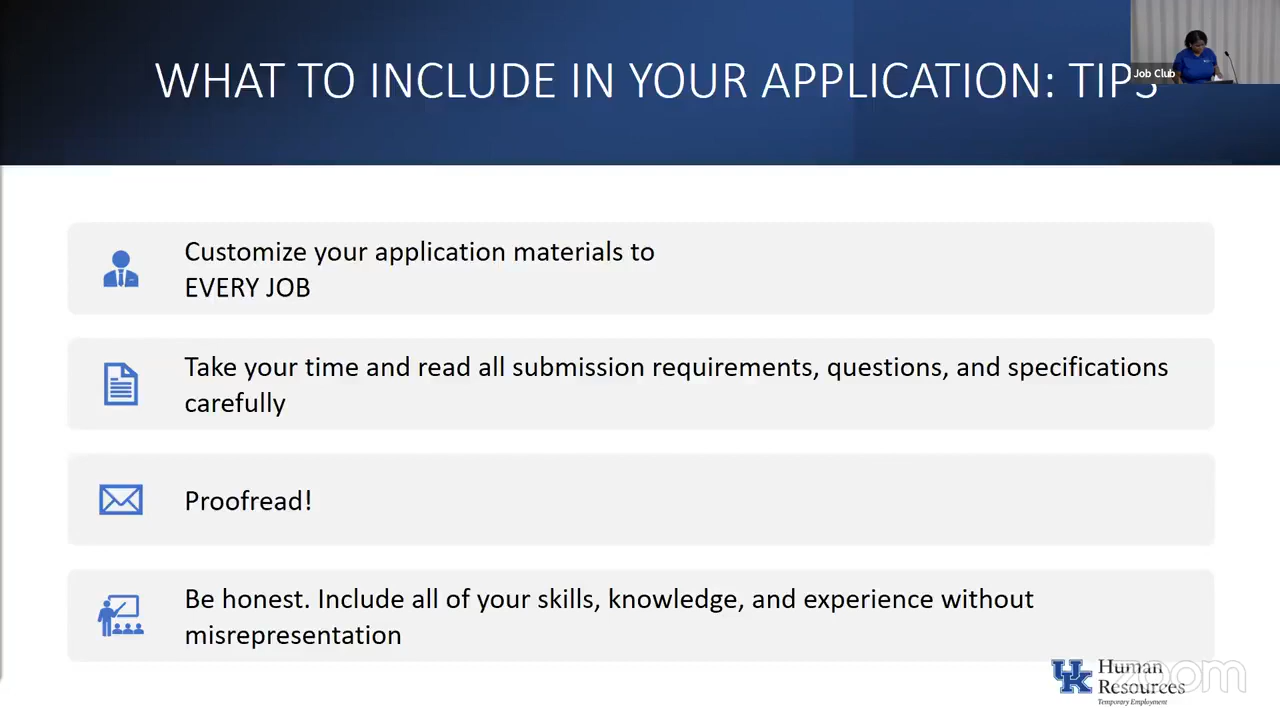 WHAT TO INCLUDE IN YOUR APPLICATION: TIPS
Job Club
Customize your application materials to
EVERY JOB
Take your time and read all submission requirements, questions, and specifications
carefully
Proofread!
Be honest. Include all of your skills, knowledge, and experience without
misrepresentation
UK Human
Resources
Temporary Employment
zoom